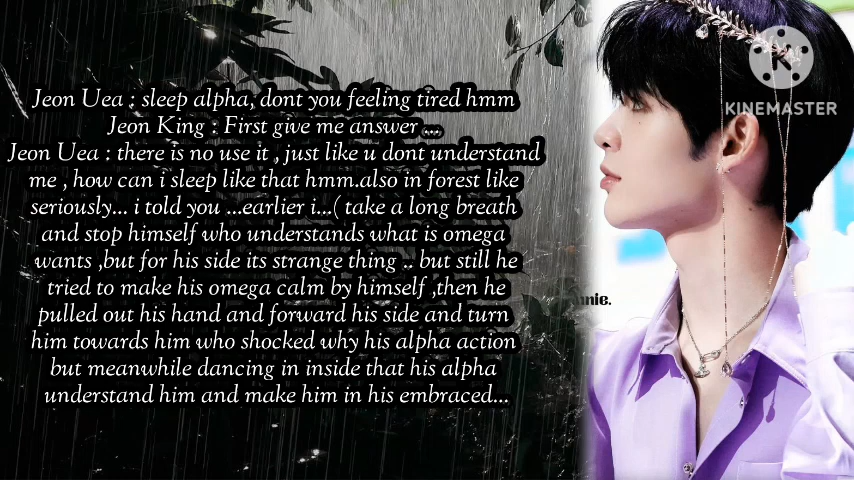 Jeon Uea : sleep alpha, dont you feeling tired hmm
Jeon King : First give me answer ...
Jeon Uea : there is no use it , just like u dont understand
me , how can i sleep like that hmm.also in forest like
seriously... i told you ...earlier i...( take a long breath
and stop himself who understands what is omega
wants ,but for his side its strange thing .. but still he
tried to make his omega calm by himself ,then he
pulled out his hand and forward his side and turn
him towards him who shocked why his alpha action
but meanwhile dancing in inside that his alpha
understand him and make him in his embraced...
K
KINEMASTER